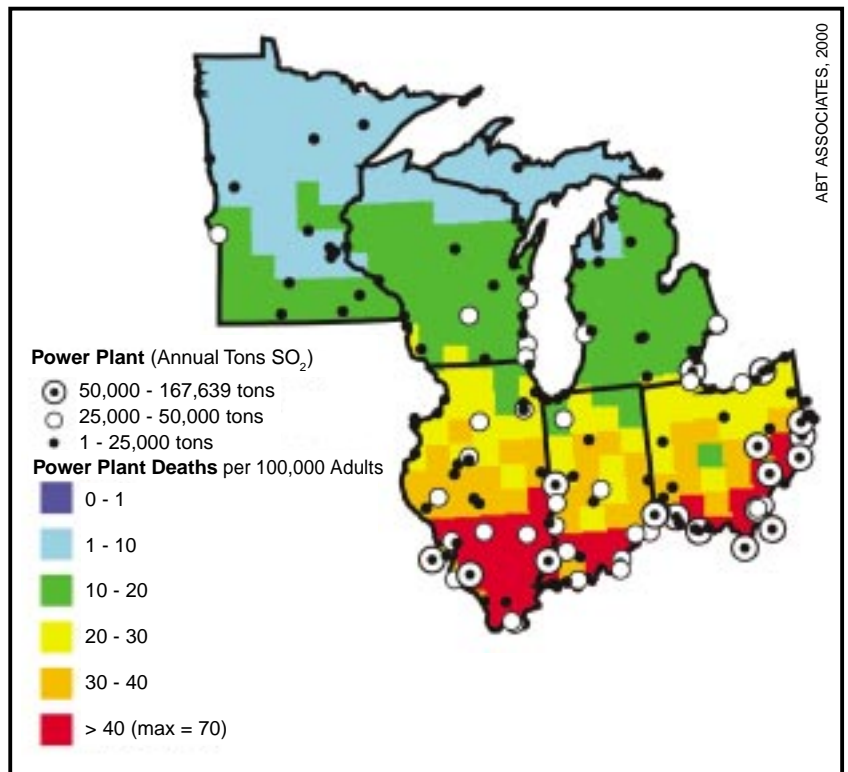 ABT ASSOCIATES, 2000
Power Plant (Annual Tons SO₂)
50,000 - 167,639 tons
25,000 - 50,000 tons
1 - 25,000 tons
Power Plant Deaths per 100,000 Adults
0 - 1
1 - 10
10 - 20
20 - 30
30 - 40
> 40 (max = 70)